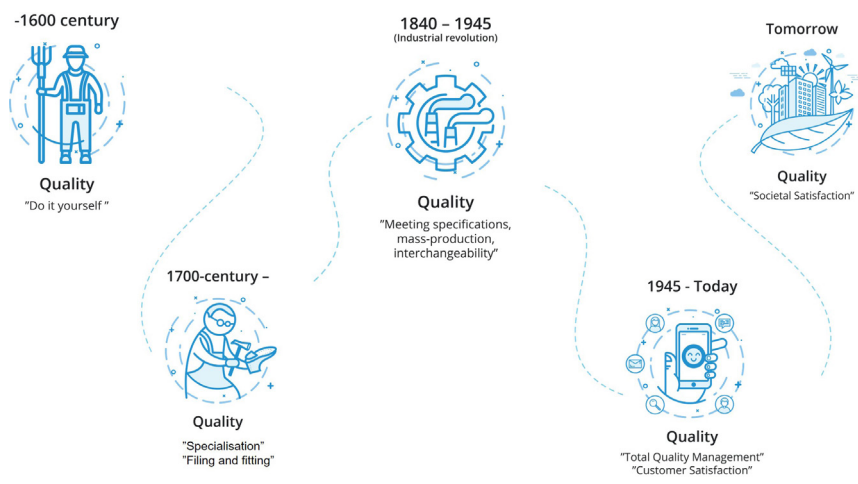 -1600 century
Quality
”Do it yourself ”
1700-century –
Quality
”Specialisation”
”Filing and fitting”
1840 – 1945
(Industrial revolution)
Quality
”Meeting specifications,
mass-production,
interchangeability”
1945 - Today
Quality
”Total Quality Management”
”Customer Satisfaction”
Tomorrow
Quality
”Societal Satisfaction”